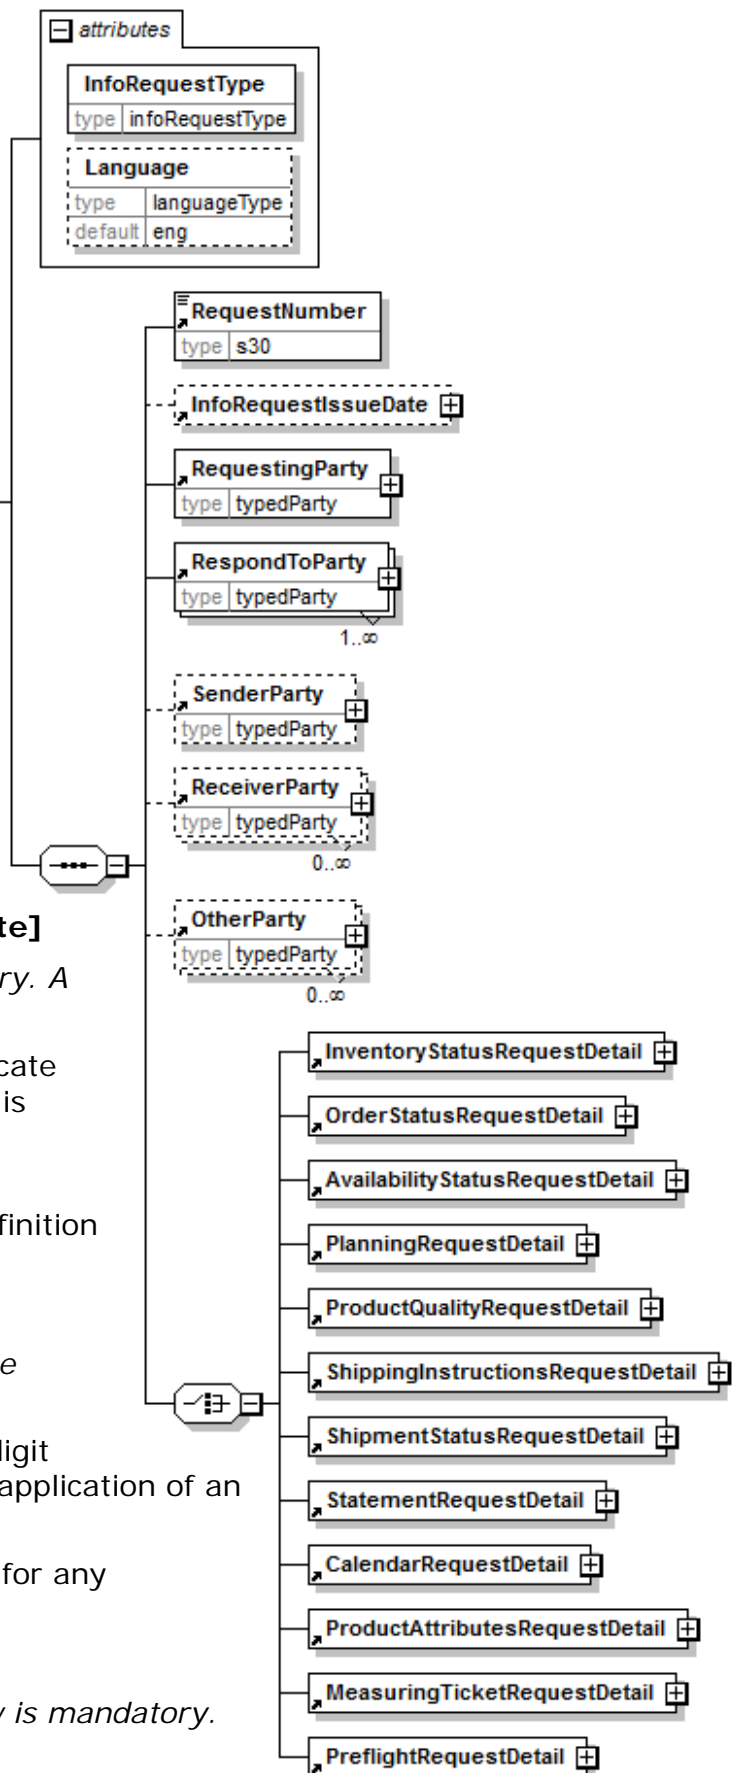 attributes
InfoRequestType
type infoRequestType
Language
type languageType
default eng
RequestNumber
type s30
InfoRequestIssueDate
RequestingParty
type typedParty
RespondToParty
type typedParty
1..∞
SenderParty
type typedParty
ReceiverParty
type typedParty
0..∞
OtherParty
type typedParty
0..∞
te]
ry. A
cate
is
finition
e
ligit
application of an
for any
y is mandatory.
InventoryStatusRequestDetail
OrderStatusRequestDetail
AvailabilityStatusRequestDetail
PlanningRequestDetail
ProductQualityRequestDetail
ShippingInstructionsRequestDetail
ShipmentStatusRequestDetail
StatementRequestDetail
CalendarRequestDetail
ProductAttributesRequestDetail
MeasuringTicketRequestDetail
PreflightRequestDetail